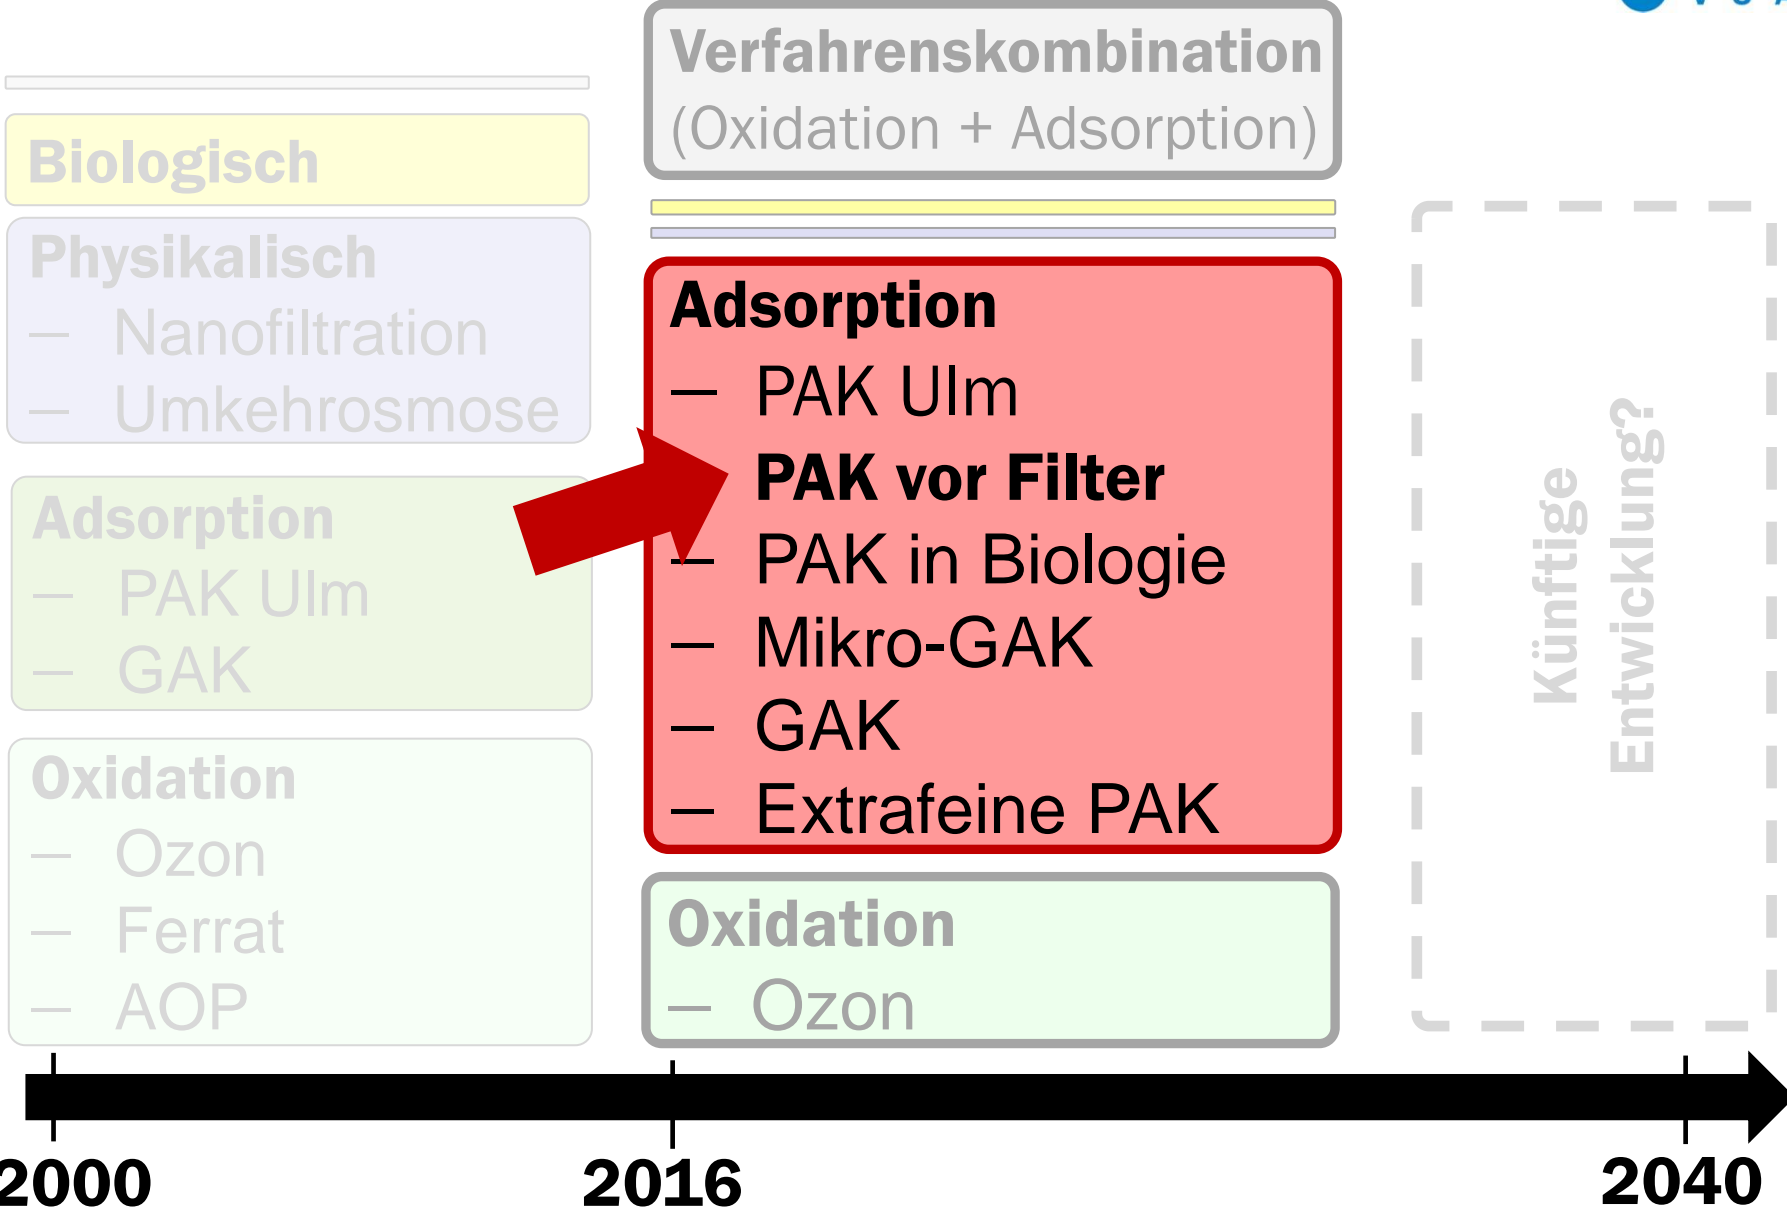 Biologisch
Physikalisch
– Nanofiltration
– Umkehrosmose
Adsorption
– PAK Ulm
– GAK
Oxidation
– Ozon
– Ferrat
– AOP
Verfahrenskombination
(Oxidation + Adsorption)
Adsorption
– PAK Ulm
PAK vor Filter
– PAK in Biologie
– Mikro-GAK
– GAK
– Extrafeine PAK
Oxidation
– Ozon
Künftige
Entwicklung?
2000
2016
2040